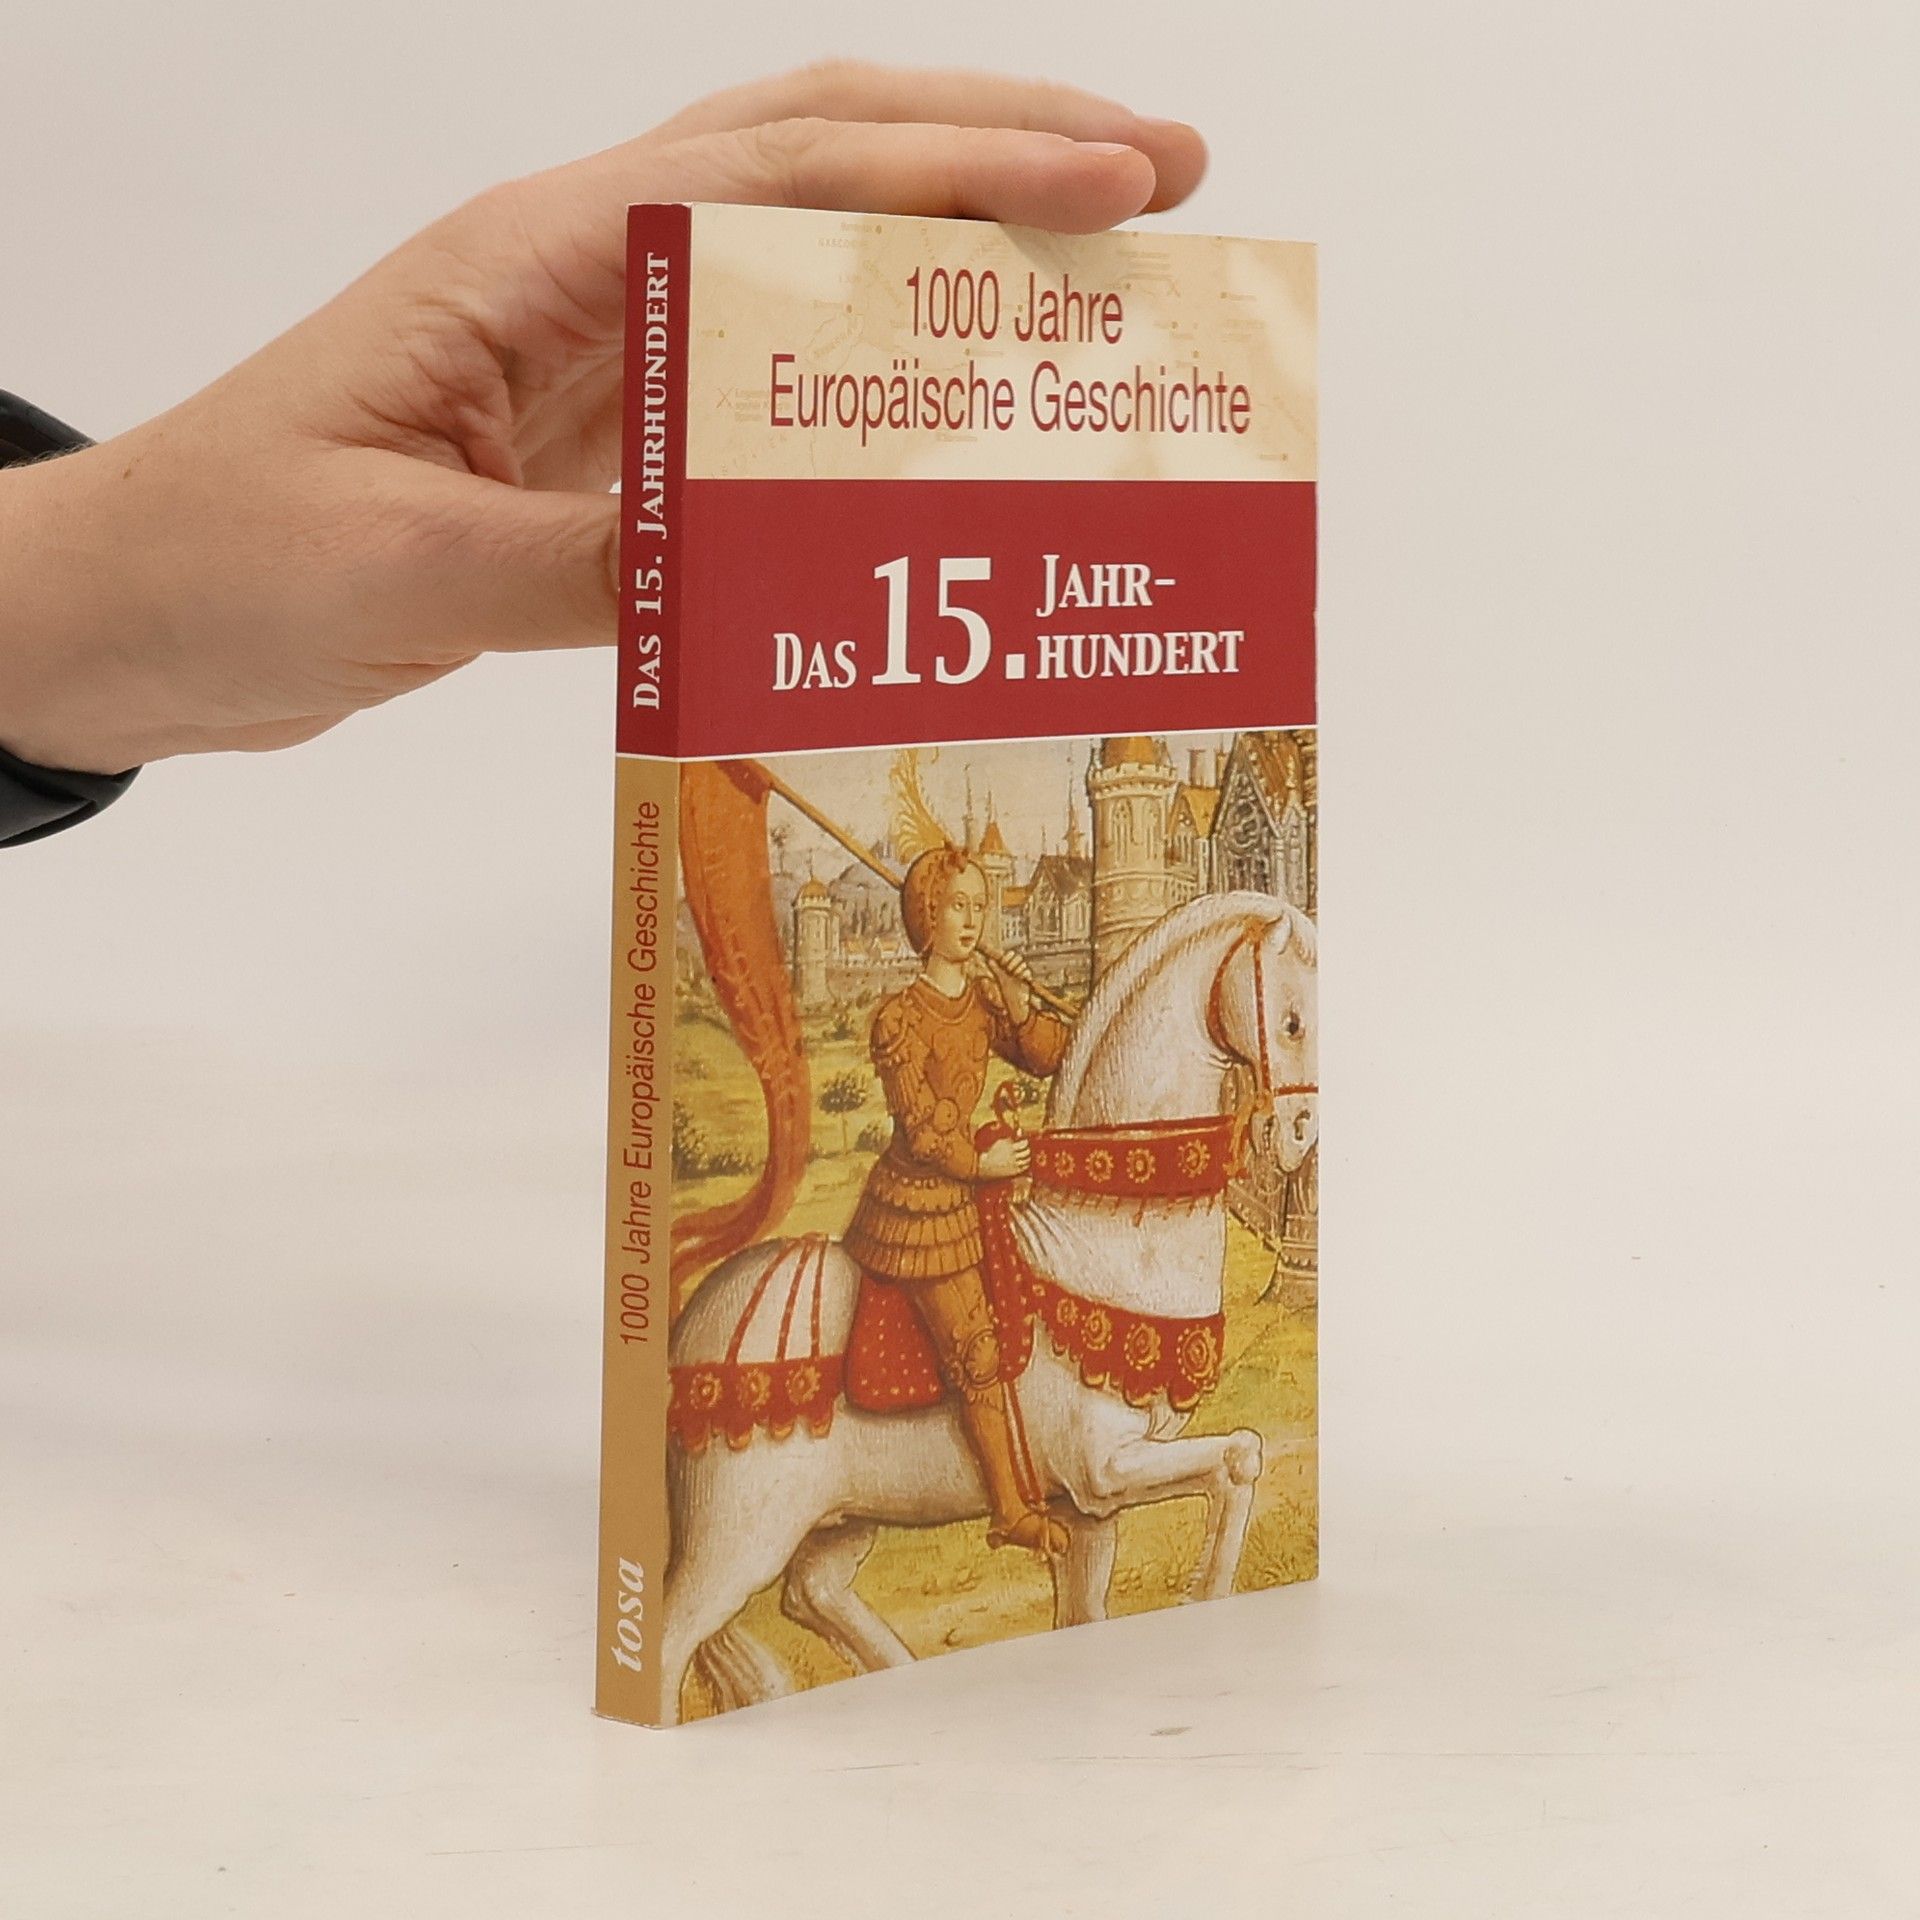 1000 Jahre
Europäische Geschichte
DAS 15. JAHR-
HUNDERT
DAS 15. JAHRHUNDERT
1000 Jahre Europäische Geschichte
tosa